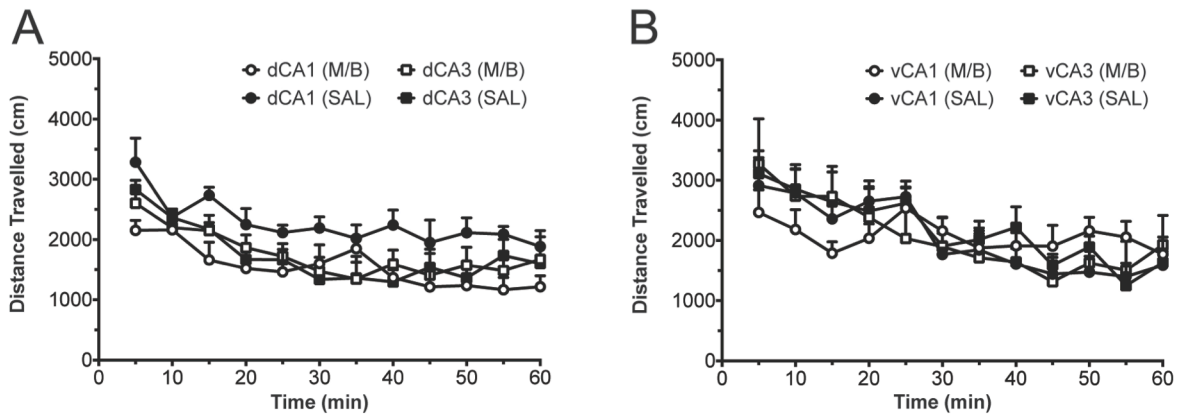 A
B
5000
4000
3000
2000
1000
0
Distance Travelled (cm)
dCA1 (M/B) dCA3 (M/B)
dCA1 (SAL) dCA3 (SAL)
0 10 20 30 40 50 60
Time (min)
5000
4000
3000
2000
1000
0
Distance Travelled (cm)
vCA1 (M/B) vCA3 (M/B)
vCA1 (SAL) vCA3 (SAL)
0 10 20 30 40 50 60
Time (min)